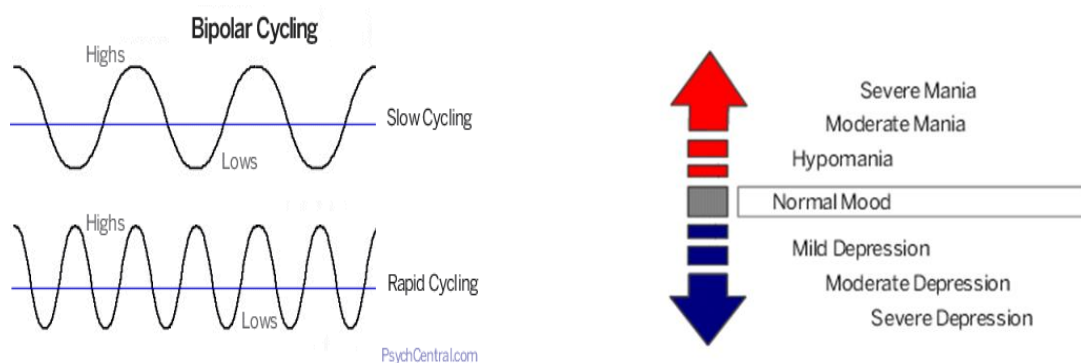 Bipolar Cycling
Highs
Slow Cycling
Lows
Highs
Rapid Cycling
Lows
PsychCentral.com
Severe Mania
Moderate Mania
Hypomania
Normal Mood
Mild Depression
Moderate Depression
Severe Depression